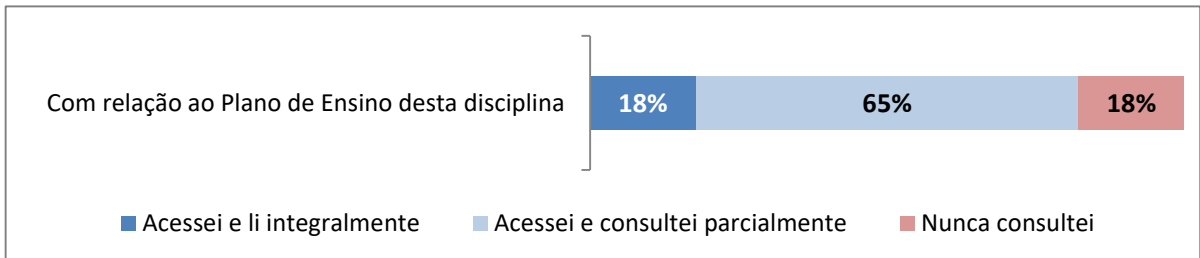 Com relação ao Plano de Ensino desta disciplina 18% 65% 18%
Acessei e li integralmente Acessei e consultei parcialmente Nunca consultei